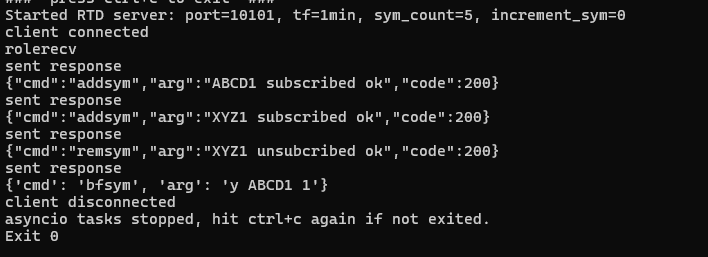 ### press ctrl+c to exit ###
Started RTD server: port=10101, tf=1min, sym_count=5, increment_sym=0
client connected
rolerecv
sent response
{"cmd":"addsym","arg":"ABCD1 subscribed ok","code":200}
sent response
{"cmd":"addsym","arg":"XYZ1 subscribed ok","code":200}
sent response
{"cmd":"remsym","arg":"XYZ1 unsubcribed ok","code":200}
sent response
{'cmd': 'bfsym', 'arg': 'y ABCD1 1'}
client disconnected
asyncio tasks stopped, hit ctrl+c again if not exited.
Exit 0